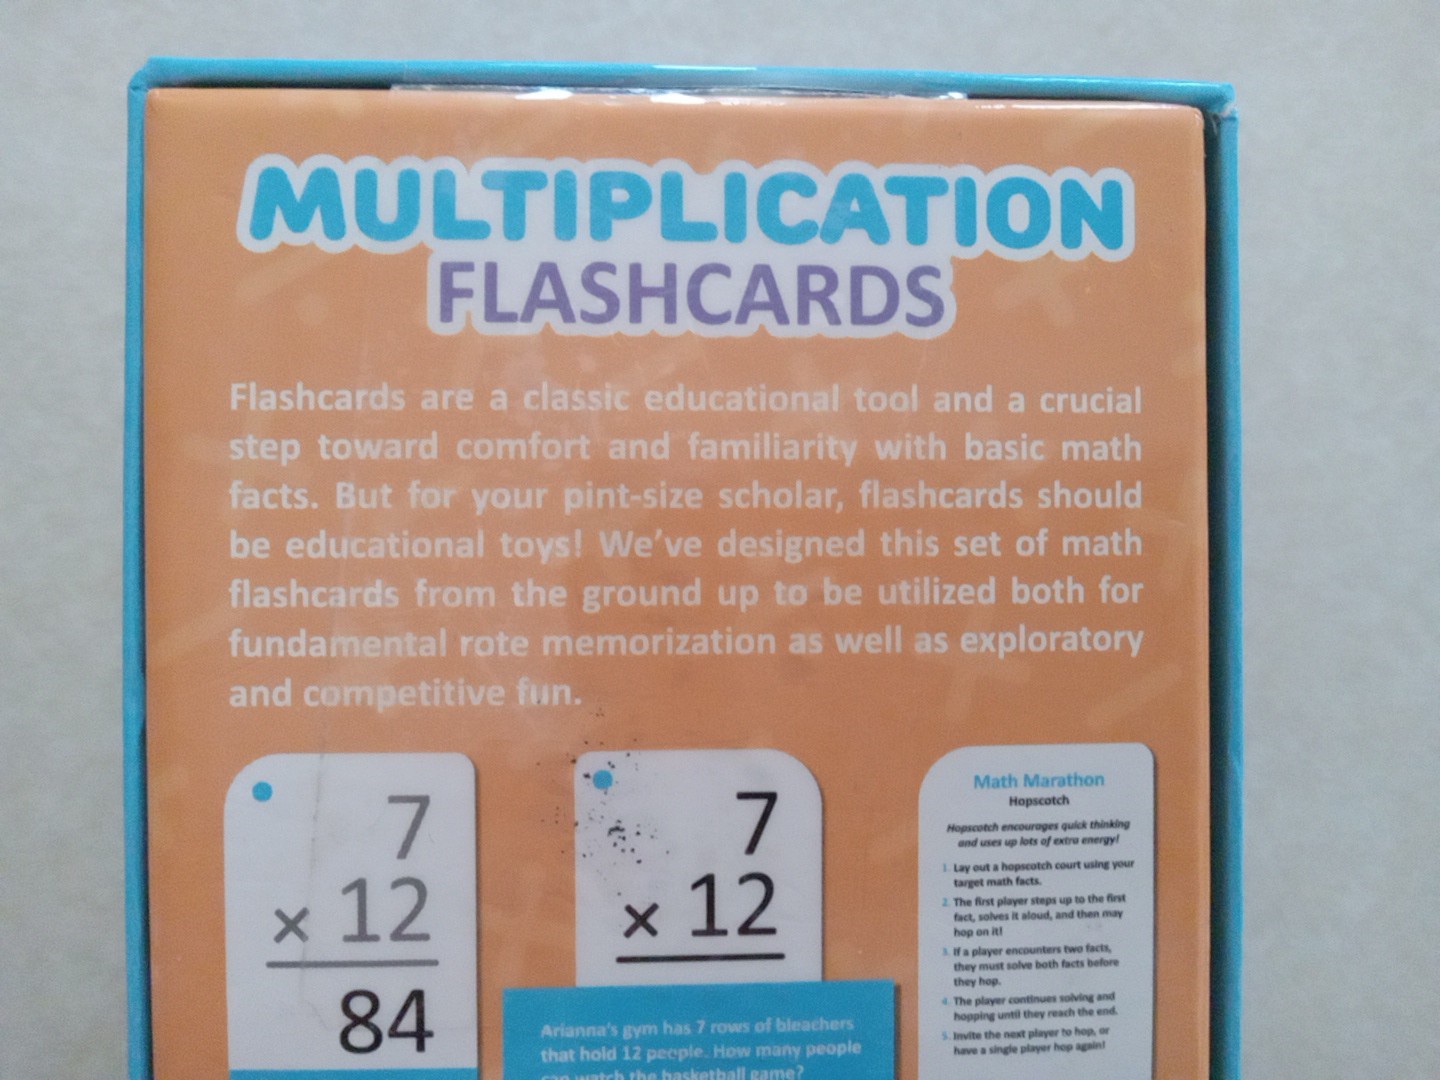 MULTIPLICATION
FLASHCARDS
Flashcards are a classic educational tool and a crucial
step toward comfort and familiarity with basic math
facts. But for your pint-size scholar, flashcards should
be educational toys! We've designed this set of math
flashcards from the ground up to be utilized both for
fundamental rote memorization as well as exploratory
and competitive fun.
7
× 12
84
7
× 12
Arianna's gym has 7 rows of bleachers
that hold 12 people. How many people
can watch the basketball game?
Math Marathon
Hopscotch
Hopscotch encourages quick thinking
and uses up lots of extra energy!
1. Lay out a hopscotch court using your
target math facts.
2. The first player steps up to the first
fact, solves it aloud, and then may
hop on it!
3. If a player encounters two facts,
they must solve both facts before
they hop.
4. The player continues solving and
hopping until they reach the end.
5. Invite the next player to hop, or
have a single player hop again!